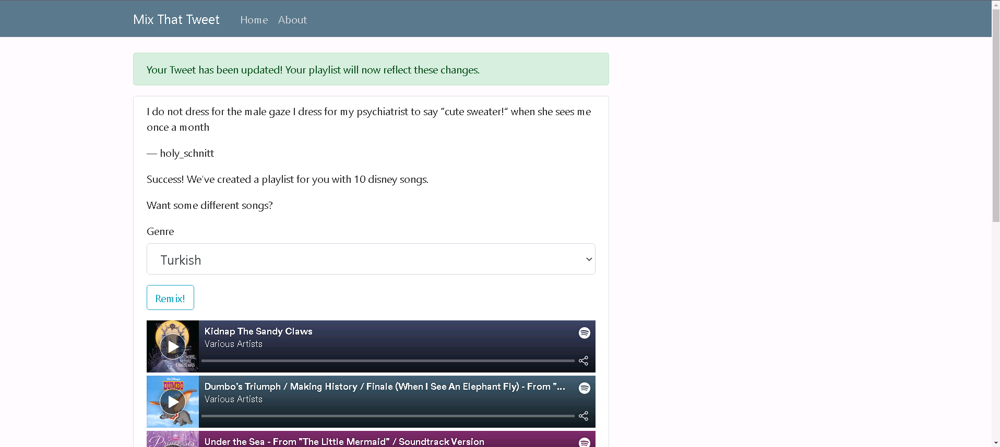 Mix That Tweet Home About
Your Tweet has been updated! Your playlist will now reflect these changes.
I do not dress for the male gaze I dress for my psychiatrist to say ”cute sweater!“ when she sees me
once a month
— holy_schnitt
Success! We've created a playlist for you with 10 disney songs.
Want some different songs?
Genre
Turkish
Remix!
Kidnap The Sandy Claws
Various Artists
Dumbo's Triumph / Making History / Finale (When I See An Elephant Fly) - From "...
Various Artists
DUMBO
Under the Sea - From "The Little Mermaid" / Soundtrack Version
Princesses